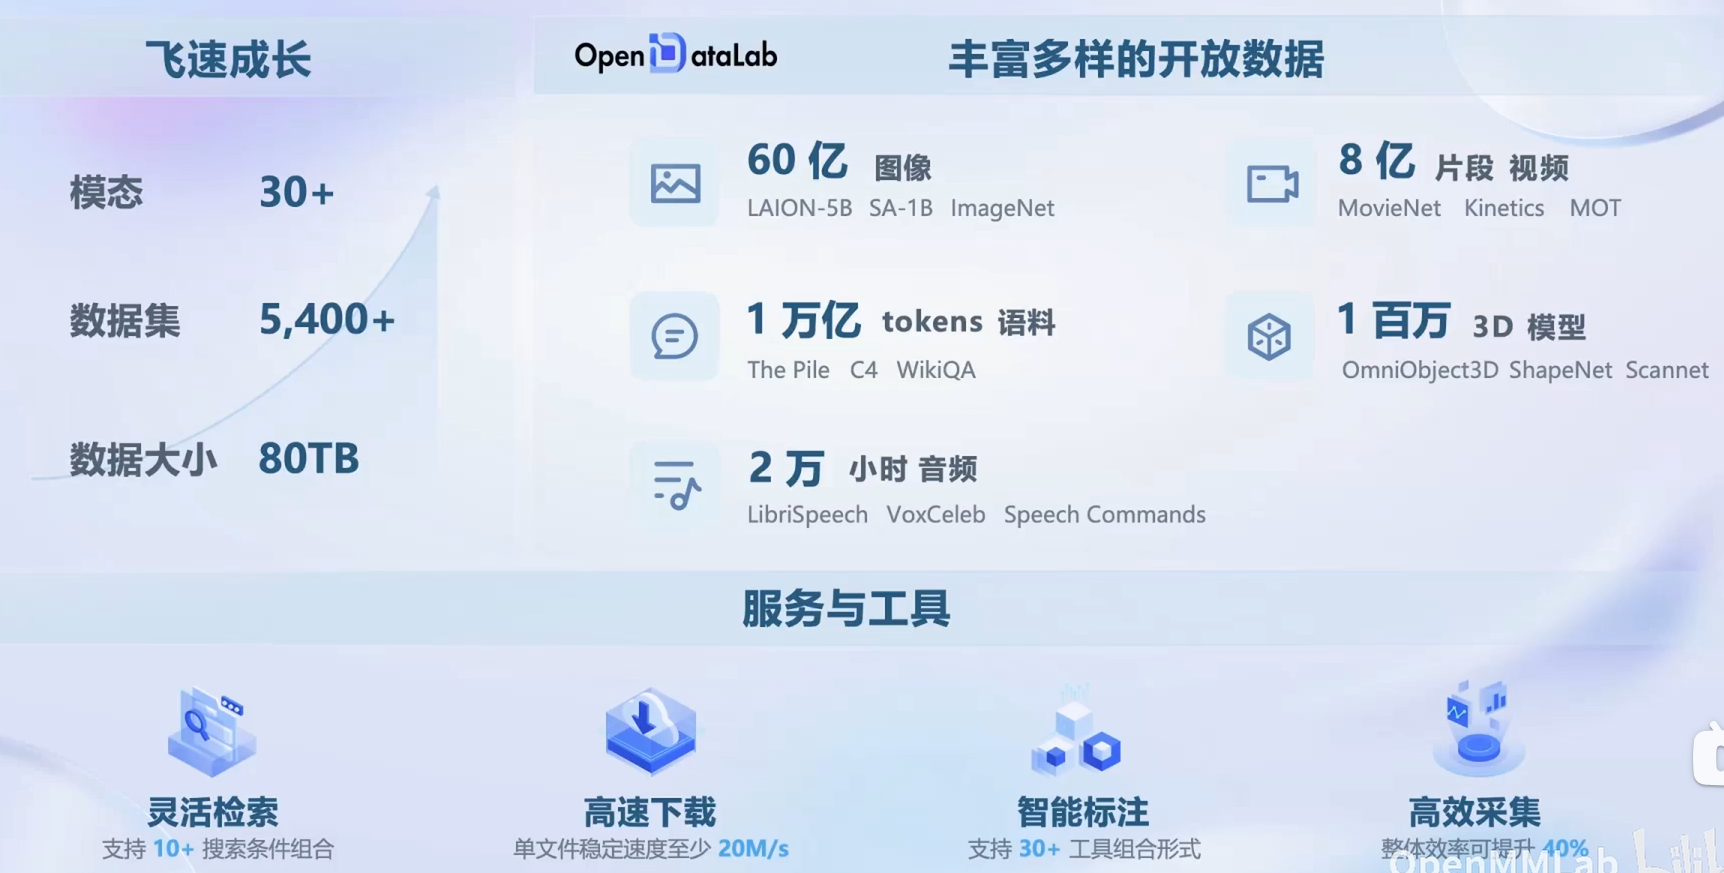 飞速成长
模态 30+
数据集 5,400+
数据大小 80TB
OpenDataLab 丰富多样的开放数据
60 亿 图像
LAION-5B SA-1B ImageNet
8 亿 片段 视频
MovieNet Kinetics MOT
1 万亿 tokens 语料
The Pile C4 WikiQA
1 百万 3D 模型
OmniObject3D ShapeNet Scannet
2 万 小时 音频
LibriSpeech VoxCeleb Speech Commands
服务与工具
灵活检索
支持 10+ 搜索条件组合
高速下载
单文件稳定速度至少 20M/s
智能标注
支持 30+ 工具组合形式
高效采集
整体效率可提升 40%
OpenMMLab bilibili